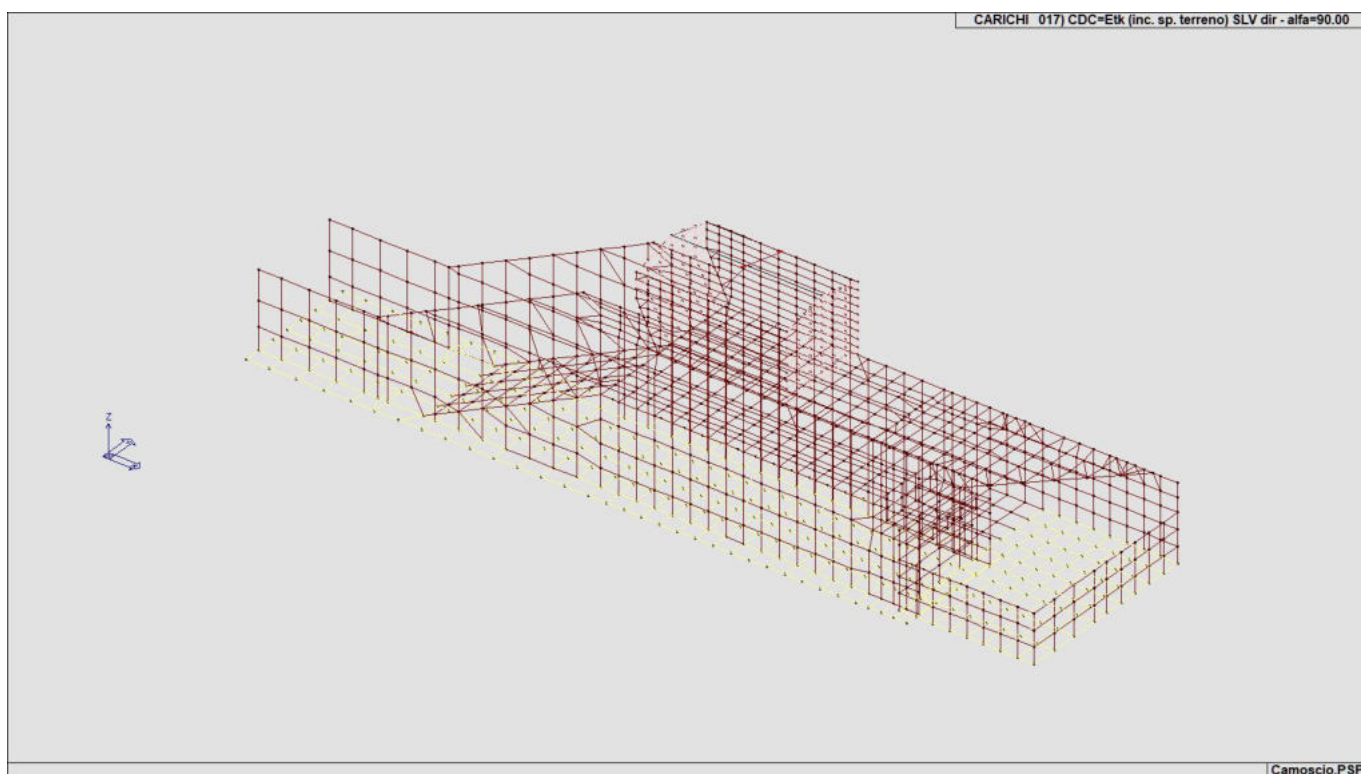 CARICHI 017) CDC=Etk (inc. sp. terreno) SLV dir - alfa=90.00
Z
Camoscio.PSP